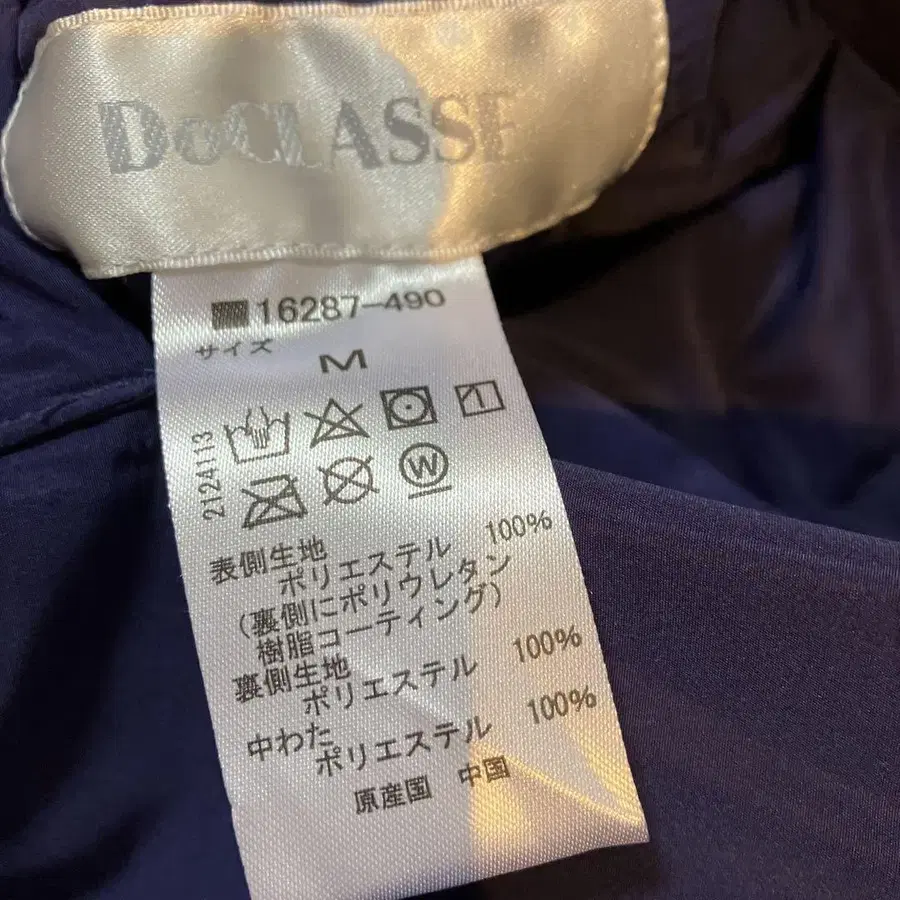 DoCLASSE
16287-490
サイズ
M
2124113
W
表側生地
ポリエステル 100%
(裏側にポリウレタン
樹脂コーティング)
裏側生地
ポリエステル 100%
中わた
ポリエステル 100%
原産国 中国